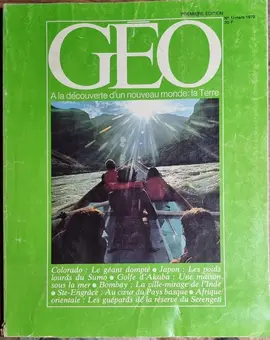 PREMIÈRE ÉDITION
N° 1 mars 1979
20 F
GEO
A la découverte d'un nouveau monde: la Terre
Colorado : Le géant dompté • Japon : Les poids
lourds du Sumo • Golfe d'Akaba : Une maison
sous la mer • Bombay : La ville-mirage de l'Inde
• Ste-Engrâce : Au cœur du Pays basque • Afrique
orientale : Les guépards de la réserve du Serengeti